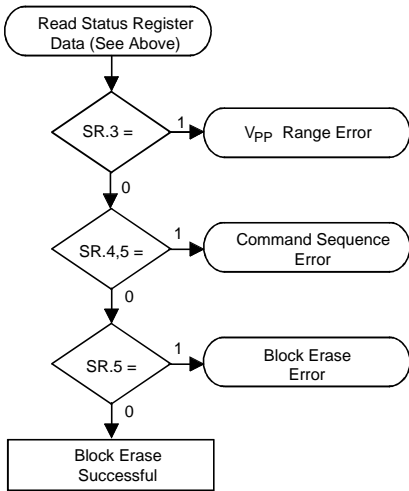 Read Status Register
Data (See Above)
SR.3 =
1
VPP Range Error
0
SR.4,5 =
1
Command Sequence
Error
0
SR.5 =
1
Block Erase
Error
0
Block Erase
Successful